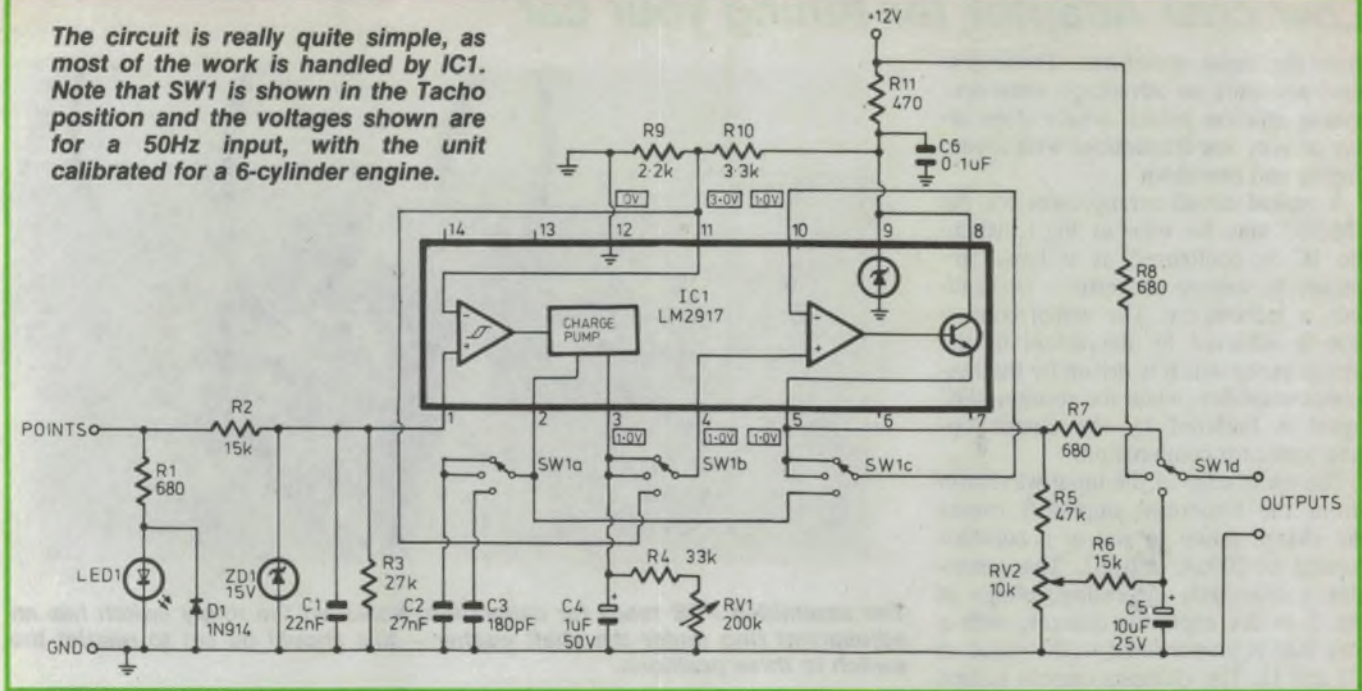 The circuit is really quite simple, as
most of the work is handled by IC1.
Note that SW1 is shown in the Tacho
position and the voltages shown are
for a 50Hz input, with the unit
calibrated for a 6-cylinder engine.
+12V
R11
470
C6
0·1uF
R9
2·2k
R10
3·3k
0V
3·0V
1·0V
14
13
12
11
10
9
8
R8
680
IC1
LM2917
CHARGE
PUMP
1
2
3
4
5
6
7
1·0V
1·0V
1·0V
POINTS
R2
15k
R1
680
SW1a
SW1b
SW1c
R7
680
SW1d
OUTPUTS
R5
47k
R6
15k
RV2
10k
LED1
D1
1N914
ZD1
15V
C1
22nF
R3
27k
C2
27nF
C3
180pF
C4
1uF
50V
R4 33k
RV1
200k
C5
10uF
25V
GND